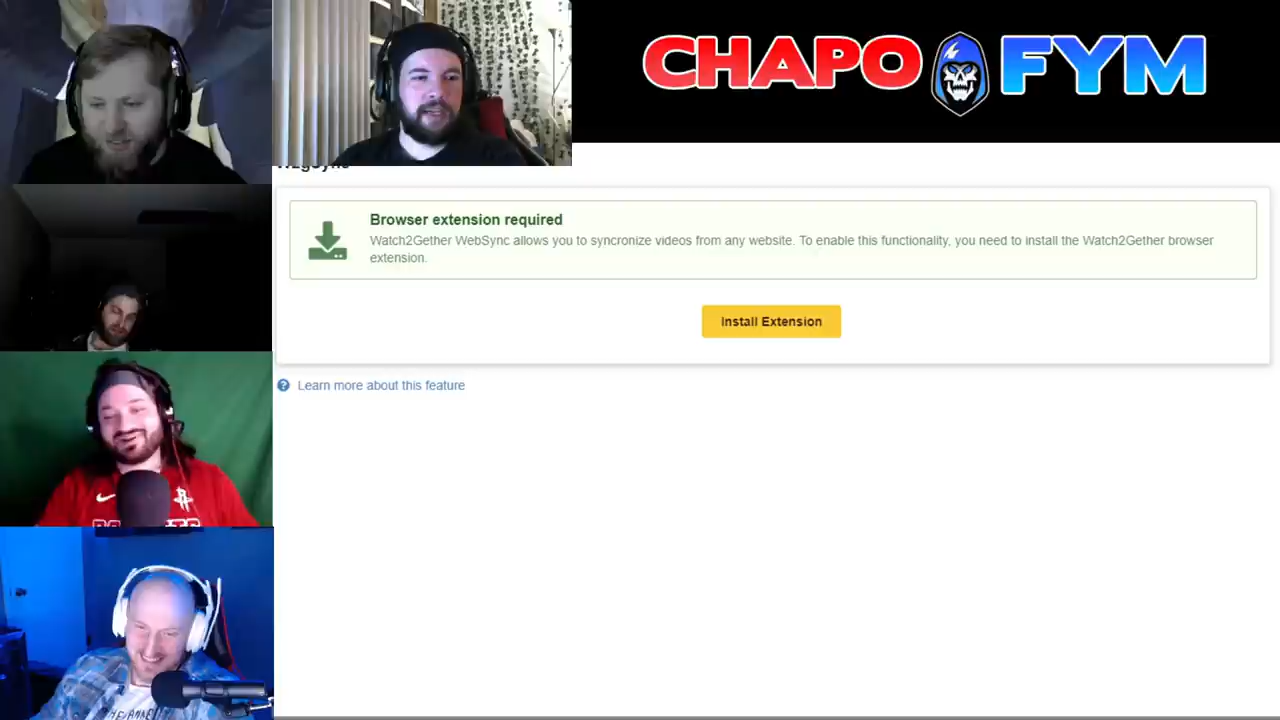 CHAPO FYM
Browser extension required
Watch2Gether WebSync allows you to syncronize videos from any website. To enable this functionality, you need to install the Watch2Gether browser
extension.
Install Extension
Learn more about this feature